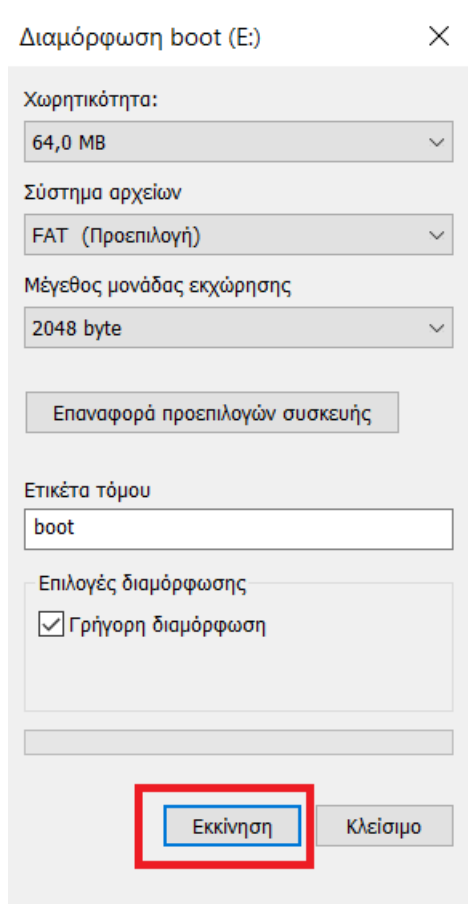 Διαμόρφωση boot (E:)
Χωρητικότητα:
64,0 MB
Σύστημα αρχείων
FAT (Προεπιλογή)
Μέγεθος μονάδας εκχώρησης
2048 byte
Επαναφορά προεπιλογών συσκευής
Ετικέτα τόμου
boot
Επιλογές διαμόρφωσης
Γρήγορη διαμόρφωση
Εκκίνηση Κλείσιμο